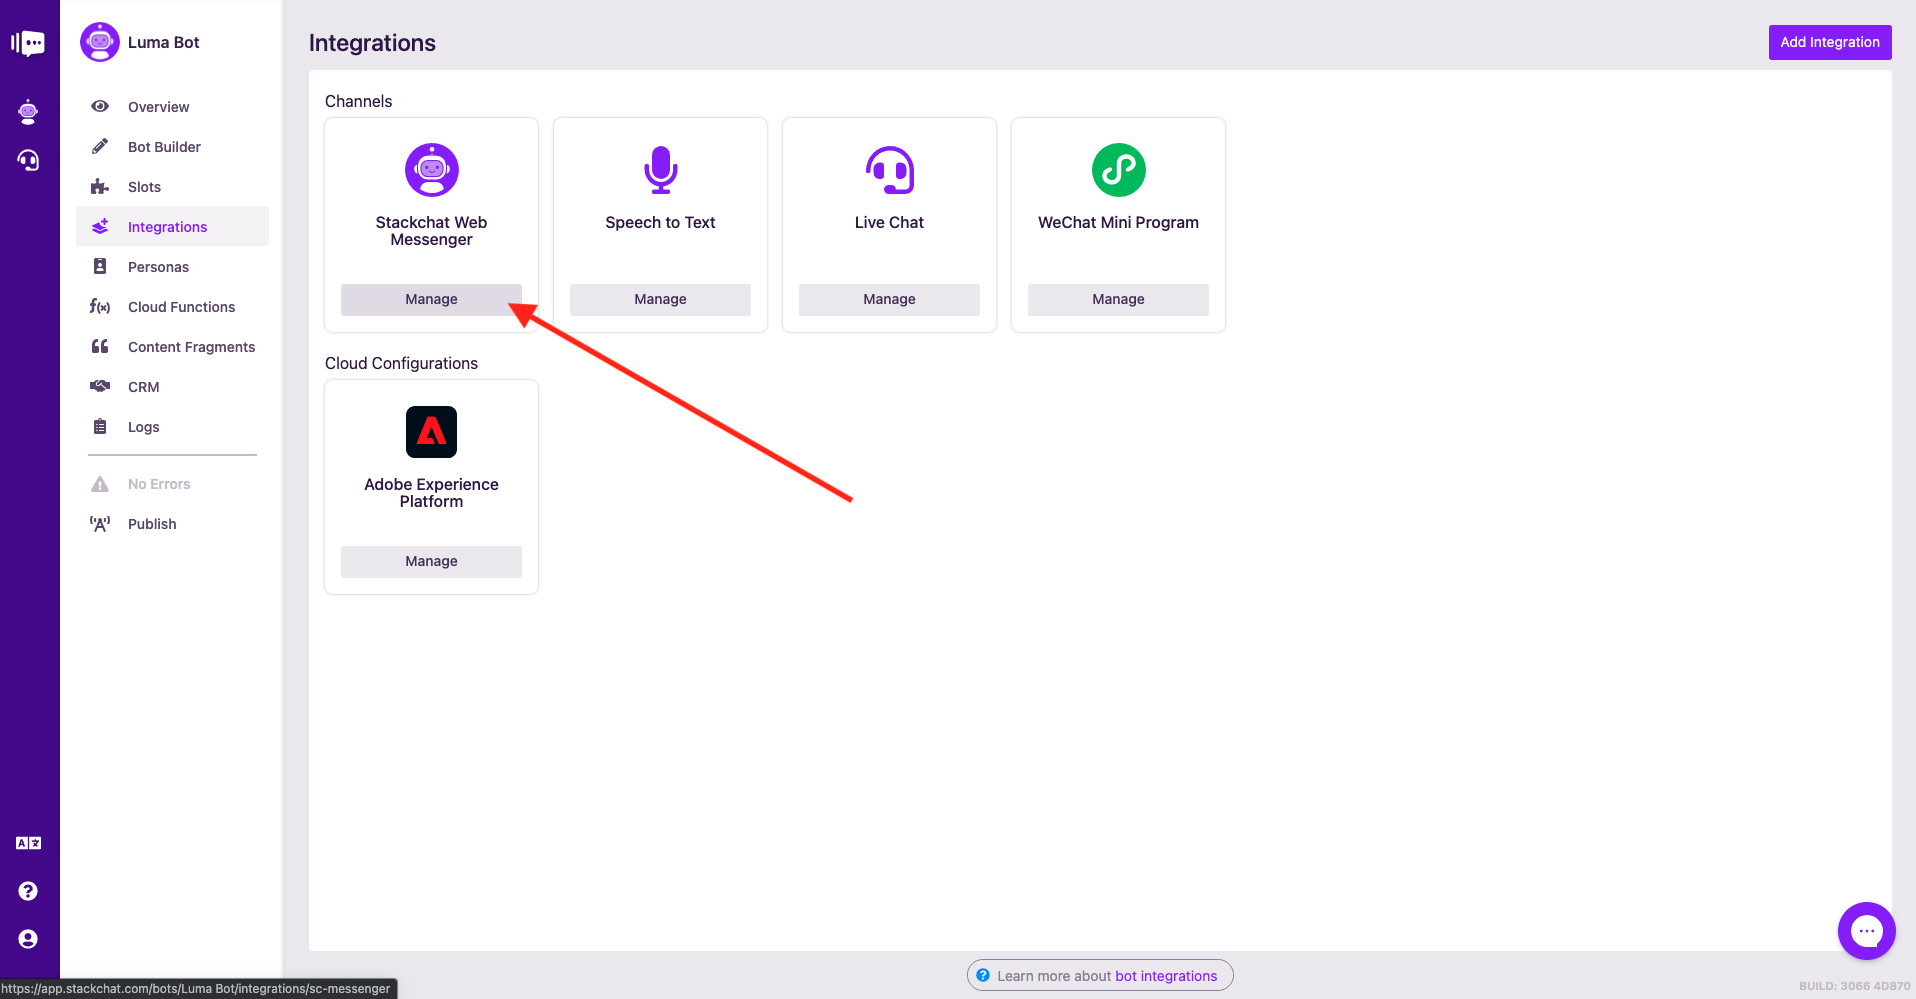 Luma Bot
Overview
Bot Builder
Slots
Integrations
Personas
Cloud Functions
Content Fragments
CRM
Logs
No Errors
Publish
Integrations
Add Integration
Channels
Stackchat Web
Messenger
Manage
Speech to Text
Manage
Live Chat
Manage
WeChat Mini Program
Manage
Cloud Configurations
Adobe Experience
Platform
Manage
Learn more about bot integrations
BUILD: 3066 4D870
https://app.stackchat.com/bots/Luma Bot/integrations/sc-messenger